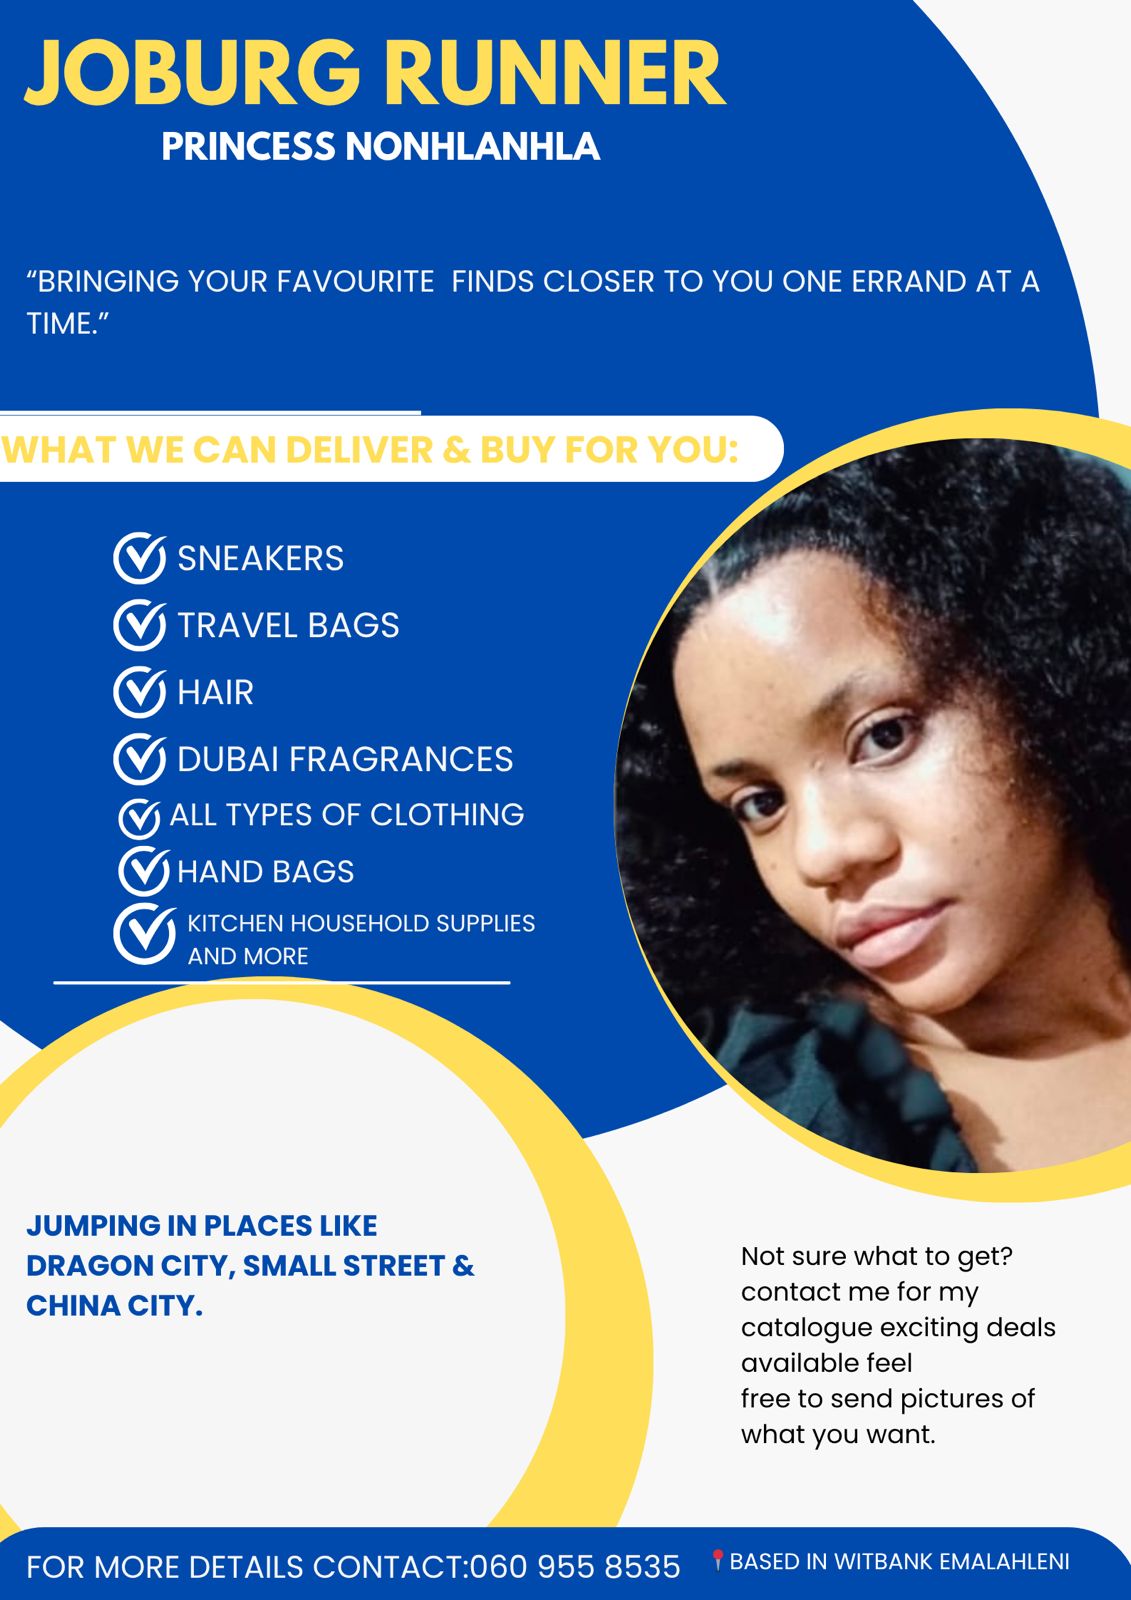 JOBURG RUNNER
PRINCESS NONHLANHLA
“BRINGING YOUR FAVOURITE FINDS CLOSER TO YOU ONE ERRAND AT A
TIME.”
WHAT WE CAN DELIVER & BUY FOR YOU:
SNEAKERS
TRAVEL BAGS
HAIR
DUBAI FRAGRANCES
ALL TYPES OF CLOTHING
HAND BAGS
KITCHEN HOUSEHOLD SUPPLIES
AND MORE
JUMPING IN PLACES LIKE
DRAGON CITY, SMALL STREET &
CHINA CITY.
Not sure what to get?
contact me for my
catalogue exciting deals
available feel
free to send pictures of
what you want.
FOR MORE DETAILS CONTACT:060 955 8535
BASED IN WITBANK EMALAHLENI